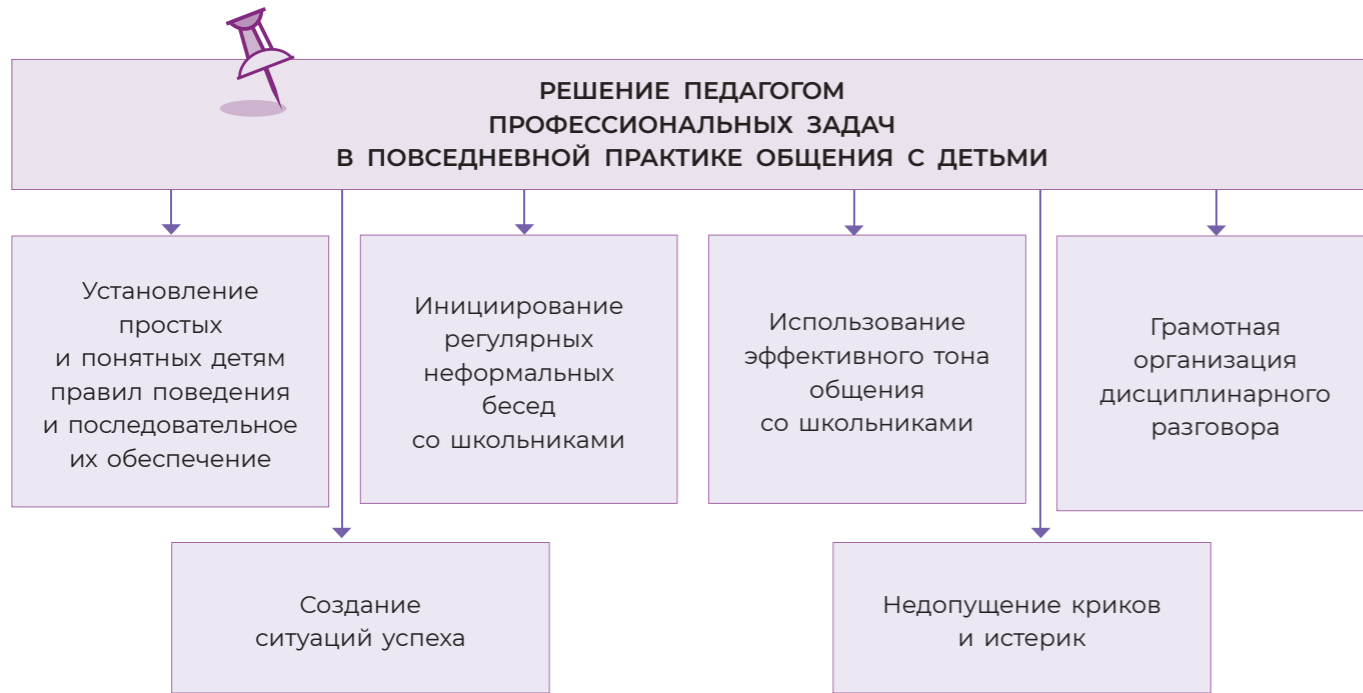 РЕШЕНИЕ ПЕДАГОГОМ
ПРОФЕССИОНАЛЬНЫХ ЗАДАЧ
В ПОВСЕДНЕВНОЙ ПРАКТИКЕ ОБЩЕНИЯ С ДЕТЬМИ
Установление
простых
и понятных детям
правил поведения
и последовательное
их обеспечение
Инициирование
регулярных
неформальных
бесед
со школьниками
Использование
эффективного тона
общения
со школьниками
Грамотная
организация
дисциплинарного
разговора
Создание
ситуаций успеха
Недопущение криков
и истерик